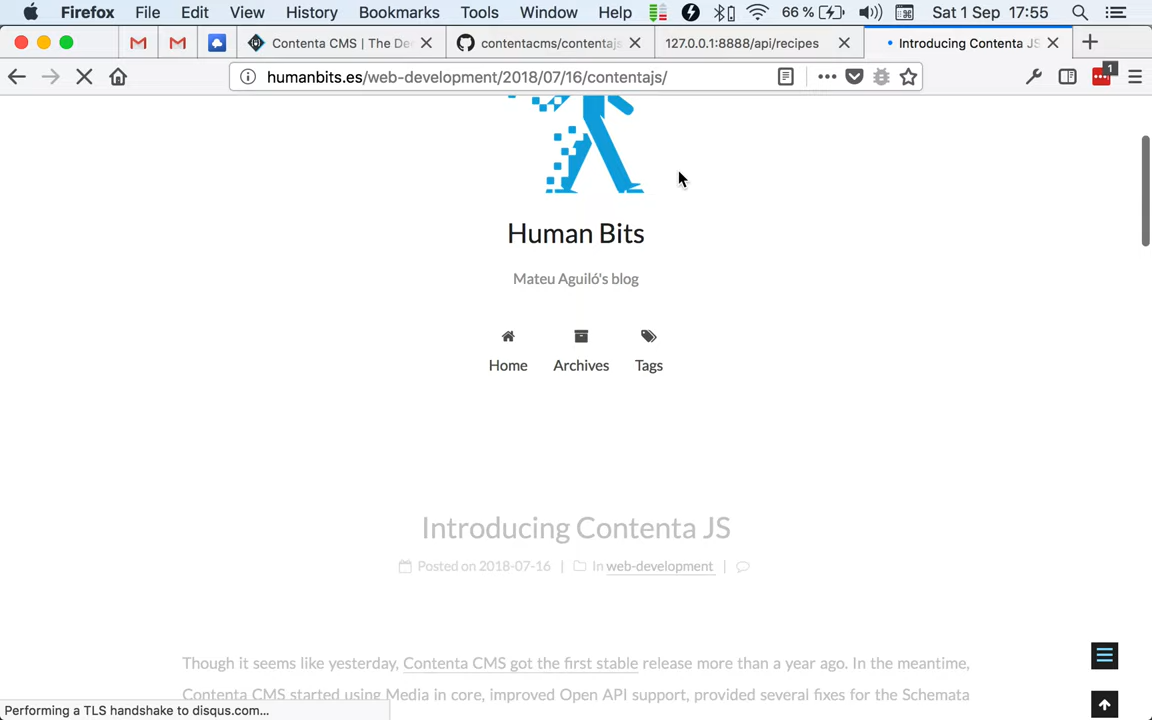 Firefox File Edit View History Bookmarks Tools Window Help 66 % Sat 1 Sep 17:55
Contenta CMS | The De contentacms/contentajs 127.0.0.1:8888/api/recipes Introducing Contenta JS
humanbits.es/web-development/2018/07/16/contentajs/ 1
Human Bits
Mateu Aguiló's blog
Home Archives Tags
Introducing Contenta JS
Posted on 2018-07-16 | In web-development |
Though it seems like yesterday, Contenta CMS got the first stable release more than a year ago. In the meantime,
Contenta CMS started using Media in core, improved Open API support, provided several fixes for the Schemata
Performing a TLS handshake to disqus.com...